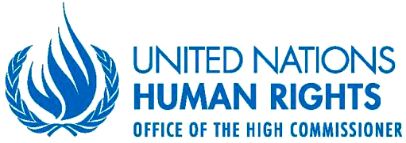 UNITED NATIONS
HUMAN RIGHTS
OFFICE OF THE HIGH COMMISSIONER